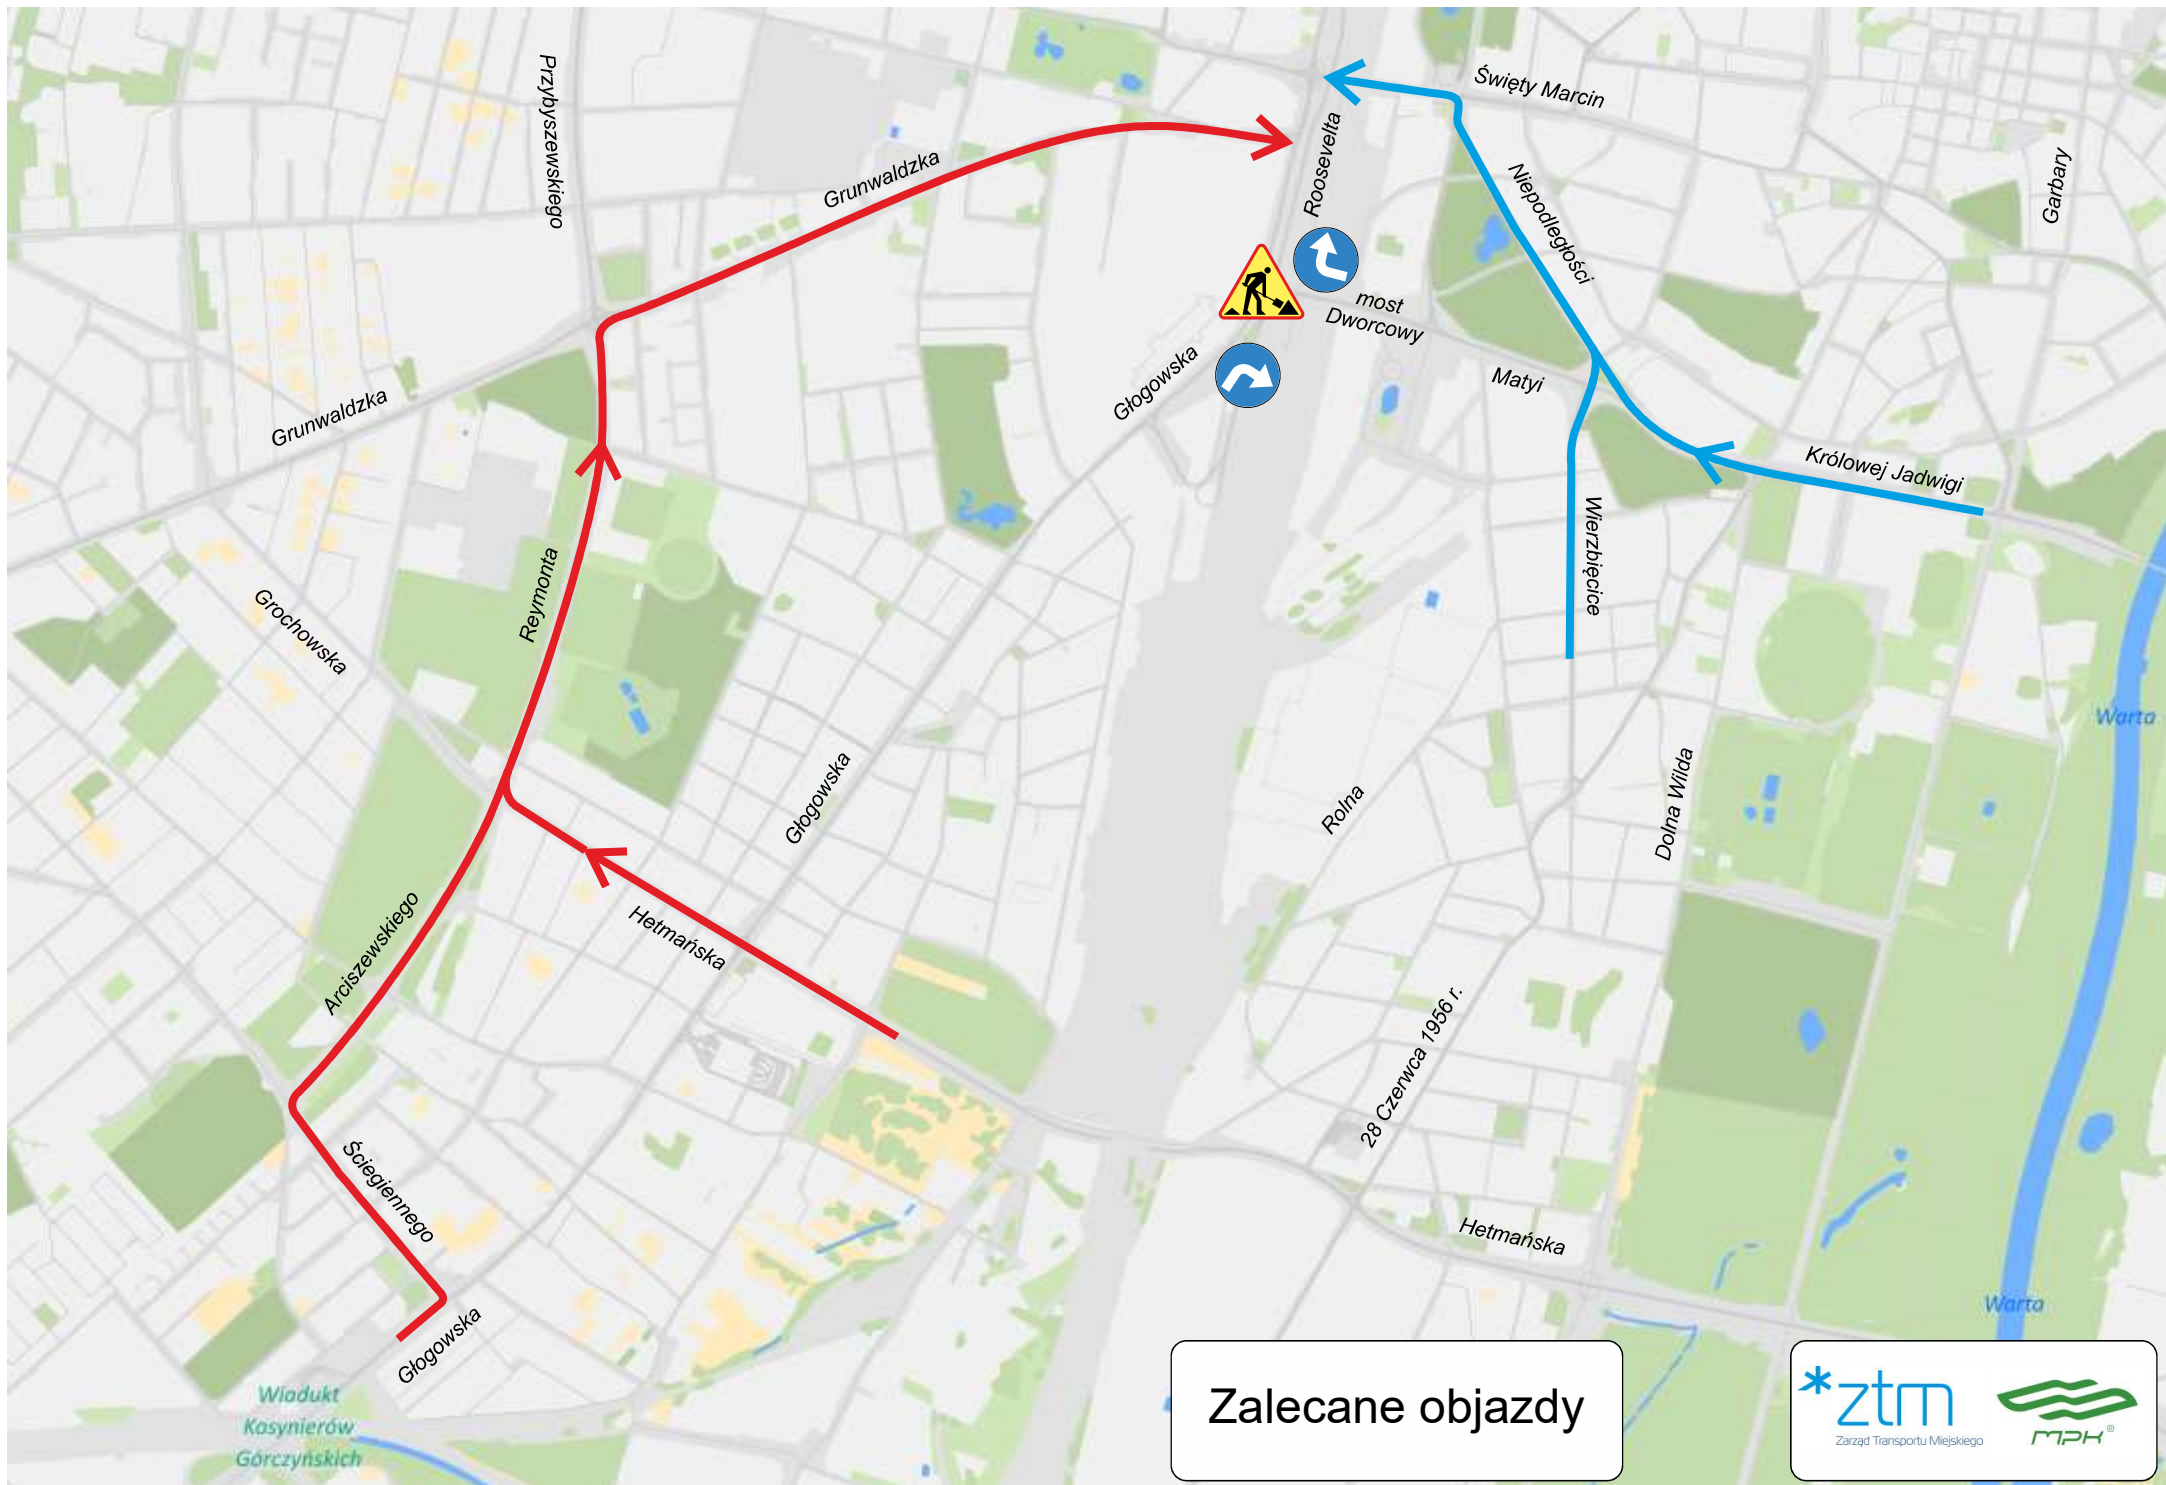 Przybyszewskiego
Święty Marcin
Roosevelta
Garbary
Grunwaldzka
Niepodległości
most
Dworcowy
Głogowska
Matyi
Grunwaldzka
Królowej Jadwigi
Wierzbięcice
Reymonta
Grochowska
Warta
Głogowska
Rolna
Dolna Wilda
Hetmańska
Arciszewskiego
28 Czerwca 1956 r.
Ściegiennego
Hetmańska
Warta
Głogowska
Wiadukt
Kosynierów
Górczyńskich
Zalecane objazdy
*ztm
Zarząd Transportu Miejskiego
MPK®